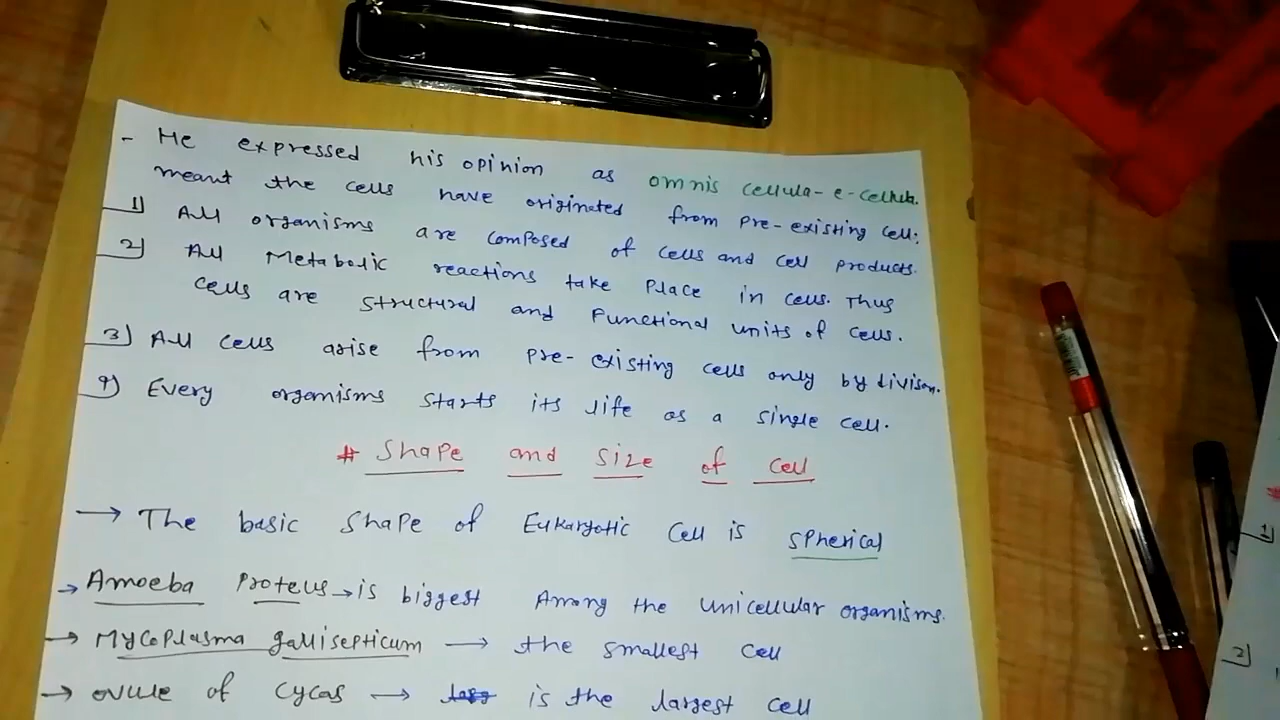 - He expressed his opinion as omnis cellula-e-cellula.
meant the cells have originated from pre-existing cell;
1) All organisms are composed of cells and cell products.
2) All Metabolic reactions take place in cells. Thus
cells are structural and Functional units of cells.
3) All cells arise from pre-existing cells only by divison.
4) Every organisms starts its life as a single cell.
# Shape and size of cell
→ The basic shape of Eukaryotic cell is spherical
→ Amoeba Proteus → is biggest Among the unicellular organisms.
→ Mycoplasma gallisepticum → the smallest cell
→ ovule of cycas → is the largest cell
1)
2)